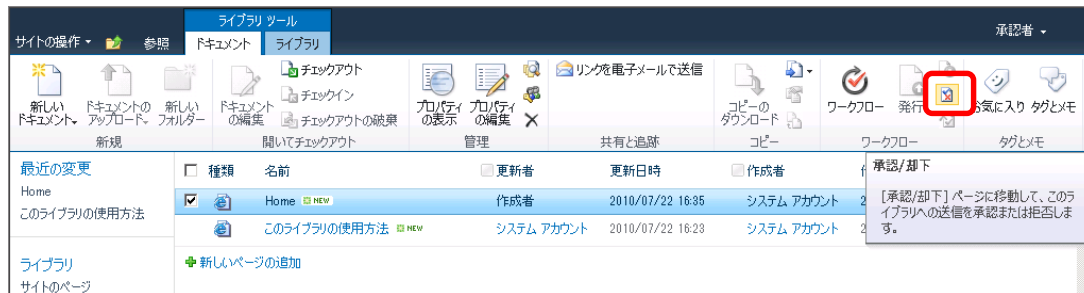 ライブラリ ツール
サイトの操作
参照
ドキュメント
ライブラリ
承認者
新しい
ドキュメント
ドキュメントの
アップロード
新しい
フォルダー
新規
ドキュメント
の編集
チェックアウト
チェックイン
チェックアウトの破棄
開いてチェックアウト
プロパティ
の表示
プロパティ
の編集
管理
リンクを電子メールで送信
共有と追跡
コピーの
ダウンロード
コピー
ワークフロー
発行
ワークフロー
お気に入り
タグとメモ
タグとメモ
最近の変更
Home
このライブラリの使用方法
ライブラリ
サイトのページ
種類 名前 更新者 更新日時 作成者
Home NEW 作成者 2010/07/22 16:35 システム アカウント 2
このライブラリの使用方法 NEW システム アカウント 2010/07/22 16:23 システム アカウント 2
新しいページの追加
承認/却下
[承認/却下] ページに移動して、このラ
イブラリへの送信を承認または拒否しま
す。